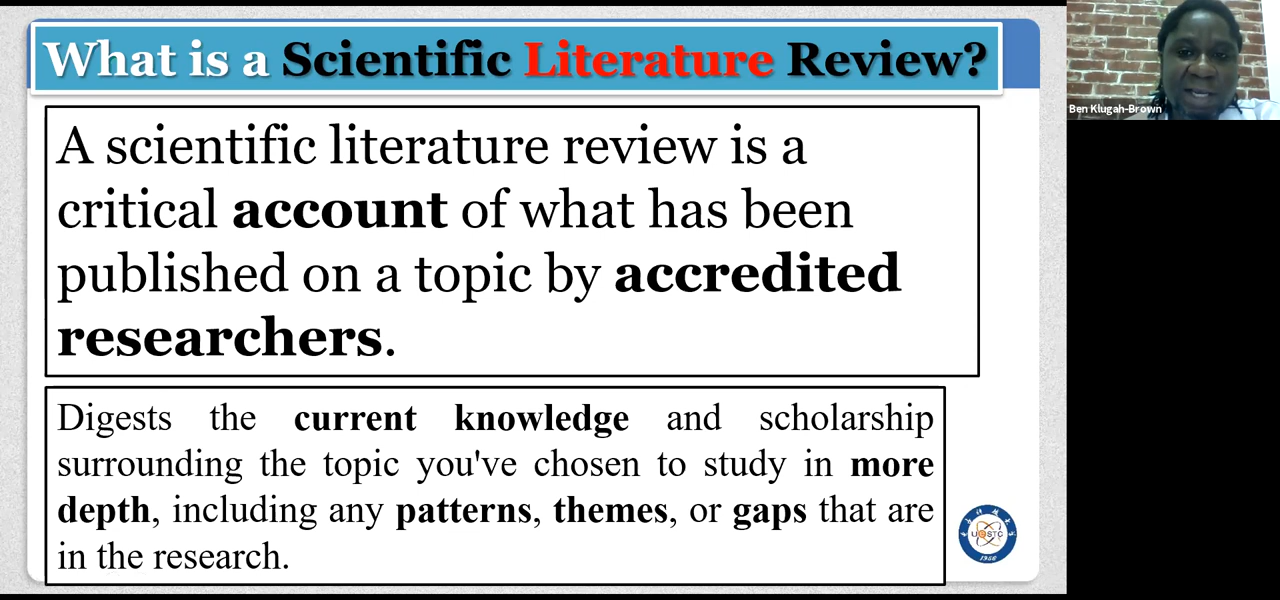 What is a Scientific Literature Review?
A scientific literature review is a
critical account of what has been
published on a topic by accredited
researchers.
Digests the current knowledge and scholarship
surrounding the topic you've chosen to study in more
depth, including any patterns, themes, or gaps that are
in the research.
Ben Klugah-Brown
1956